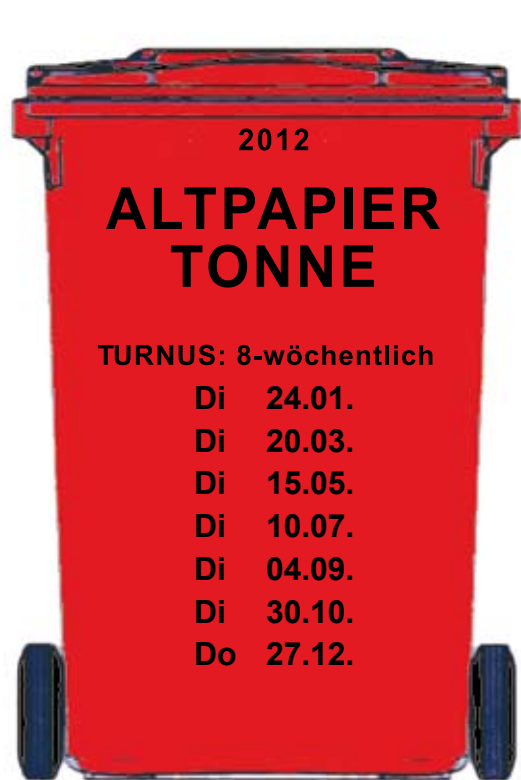 2012
ALTPAPIER
TONNE
TURNUS: 8-wöchentlich
Di 24.01.
Di 20.03.
Di 15.05.
Di 10.07.
Di 04.09.
Di 30.10.
Do 27.12.